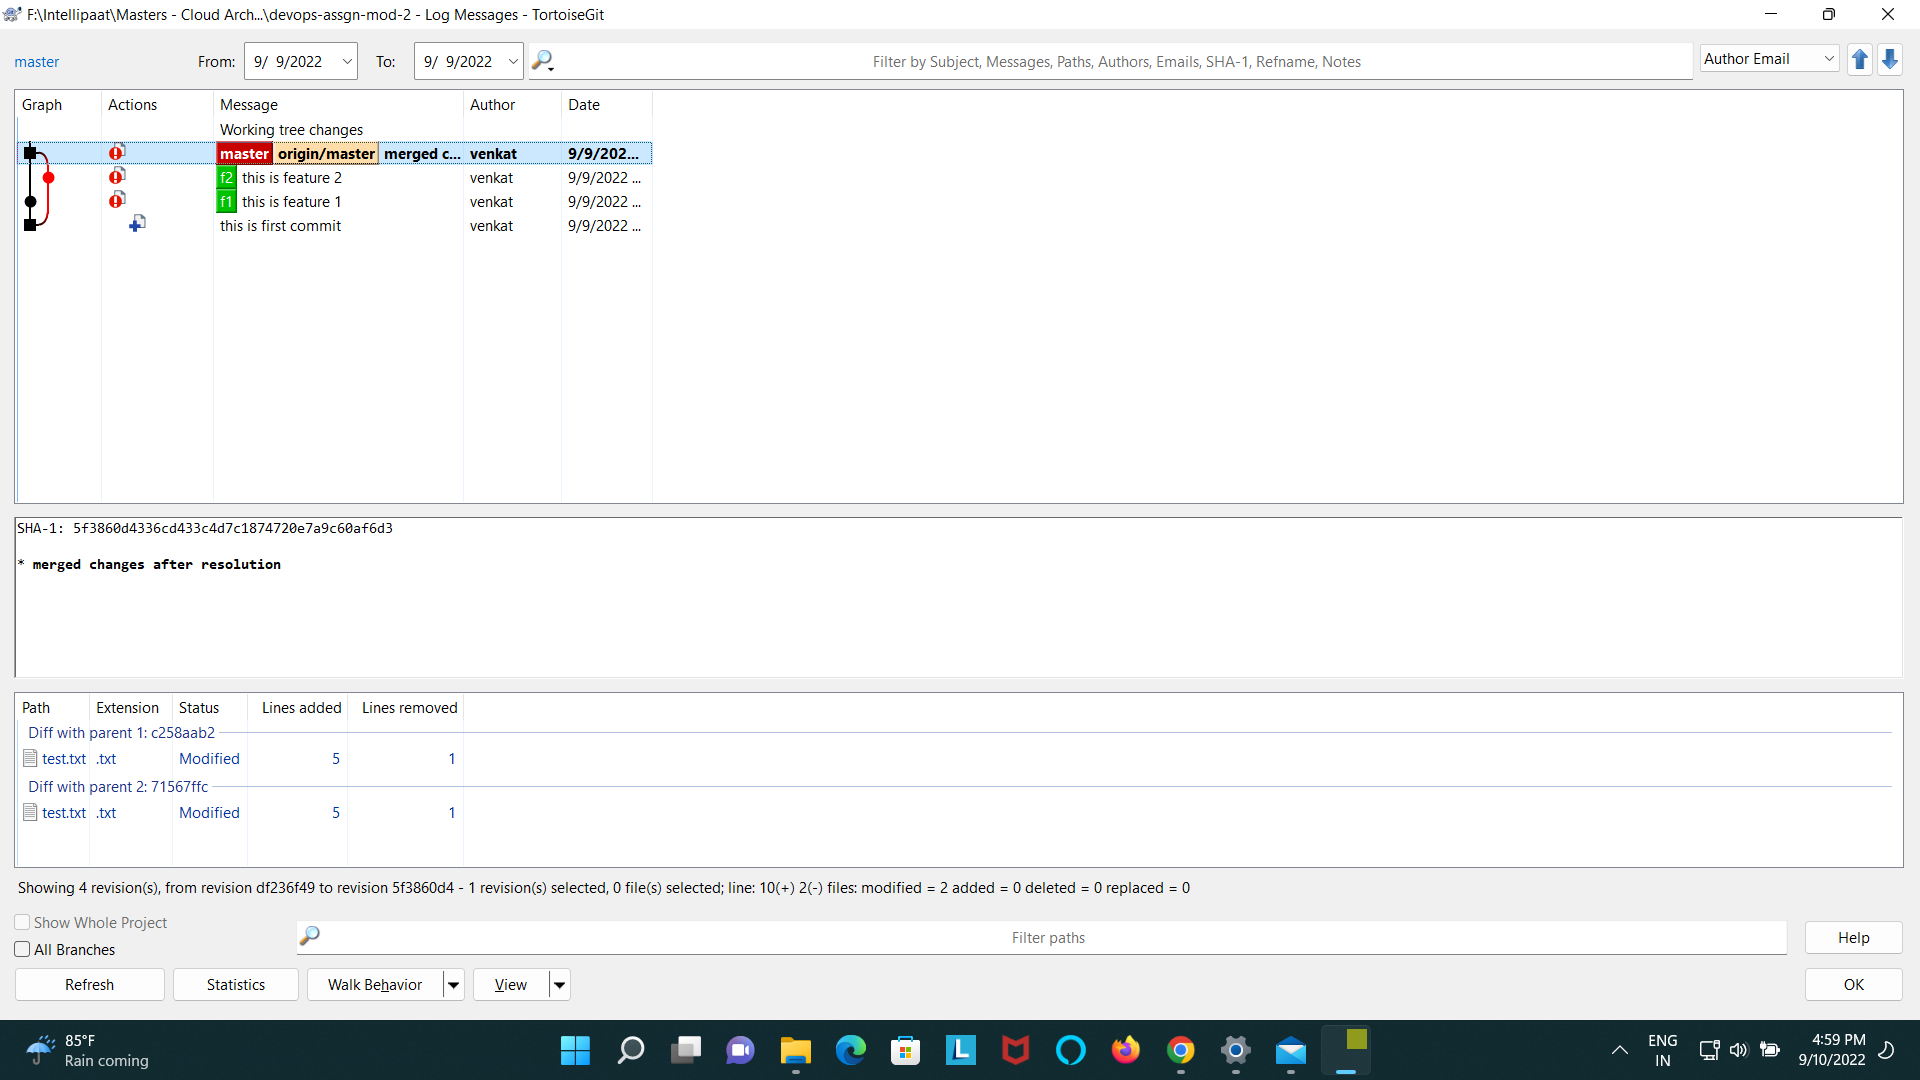 F:\Intellipaat\Masters - Cloud Arch...\devops-assgn-mod-2 - Log Messages - TortoiseGit
master From: 9/ 9/2022 To: 9/ 9/2022 Filter by Subject, Messages, Paths, Authors, Emails, SHA-1, Refname, Notes Author Email
Graph Actions Message Author Date
Working tree changes
master origin/master merged c... venkat 9/9/202...
f2 this is feature 2 venkat 9/9/2022 ...
f1 this is feature 1 venkat 9/9/2022 ...
this is first commit venkat 9/9/2022 ...
SHA-1: 5f3860d4336cd433c4d7c1874720e7a9c60af6d3
* merged changes after resolution
Path Extension Status Lines added Lines removed
Diff with parent 1: c258aab2
test.txt .txt Modified 5 1
Diff with parent 2: 71567ffc
test.txt .txt Modified 5 1
Showing 4 revision(s), from revision df236f49 to revision 5f3860d4 - 1 revision(s) selected, 0 file(s) selected; line: 10(+) 2(-) files: modified = 2 added = 0 deleted = 0 replaced = 0
Show Whole Project
Filter paths Help
All Branches
Refresh Statistics Walk Behavior View OK
85°F
Rain coming
L
ENG
IN
4:59 PM
9/10/2022